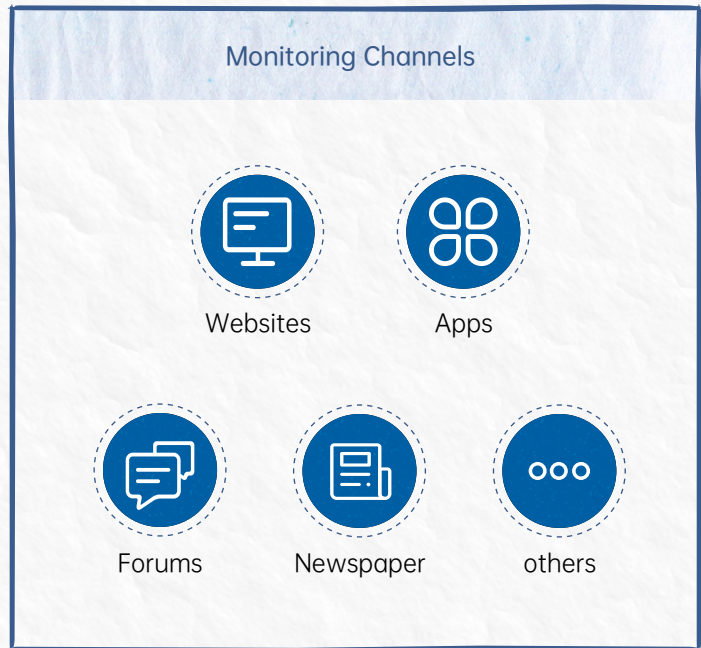 Monitoring Channels
Websites
Apps
Forums
Newspaper
others